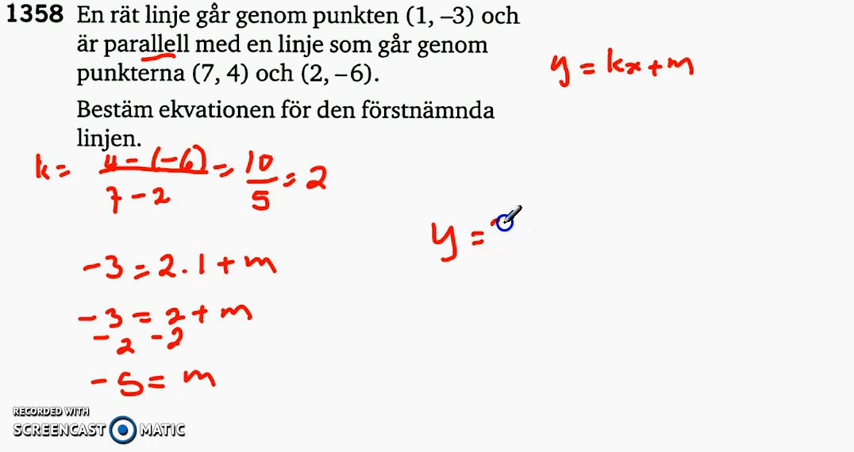 1358 En rät linje går genom punkten (1, –3) och
är parallell med en linje som går genom
punkterna (7, 4) och (2, –6).
Bestäm ekvationen för den förstnämnda
linjen.
y = kx + m
k = 4 - (-6) / 7 - 2 = 10 / 5 = 2
y =
-3 = 2 . 1 + m
-3 = 2 + m
-2 -2
-5 = m
RECORDED WITH
SCREENCAST MATIC